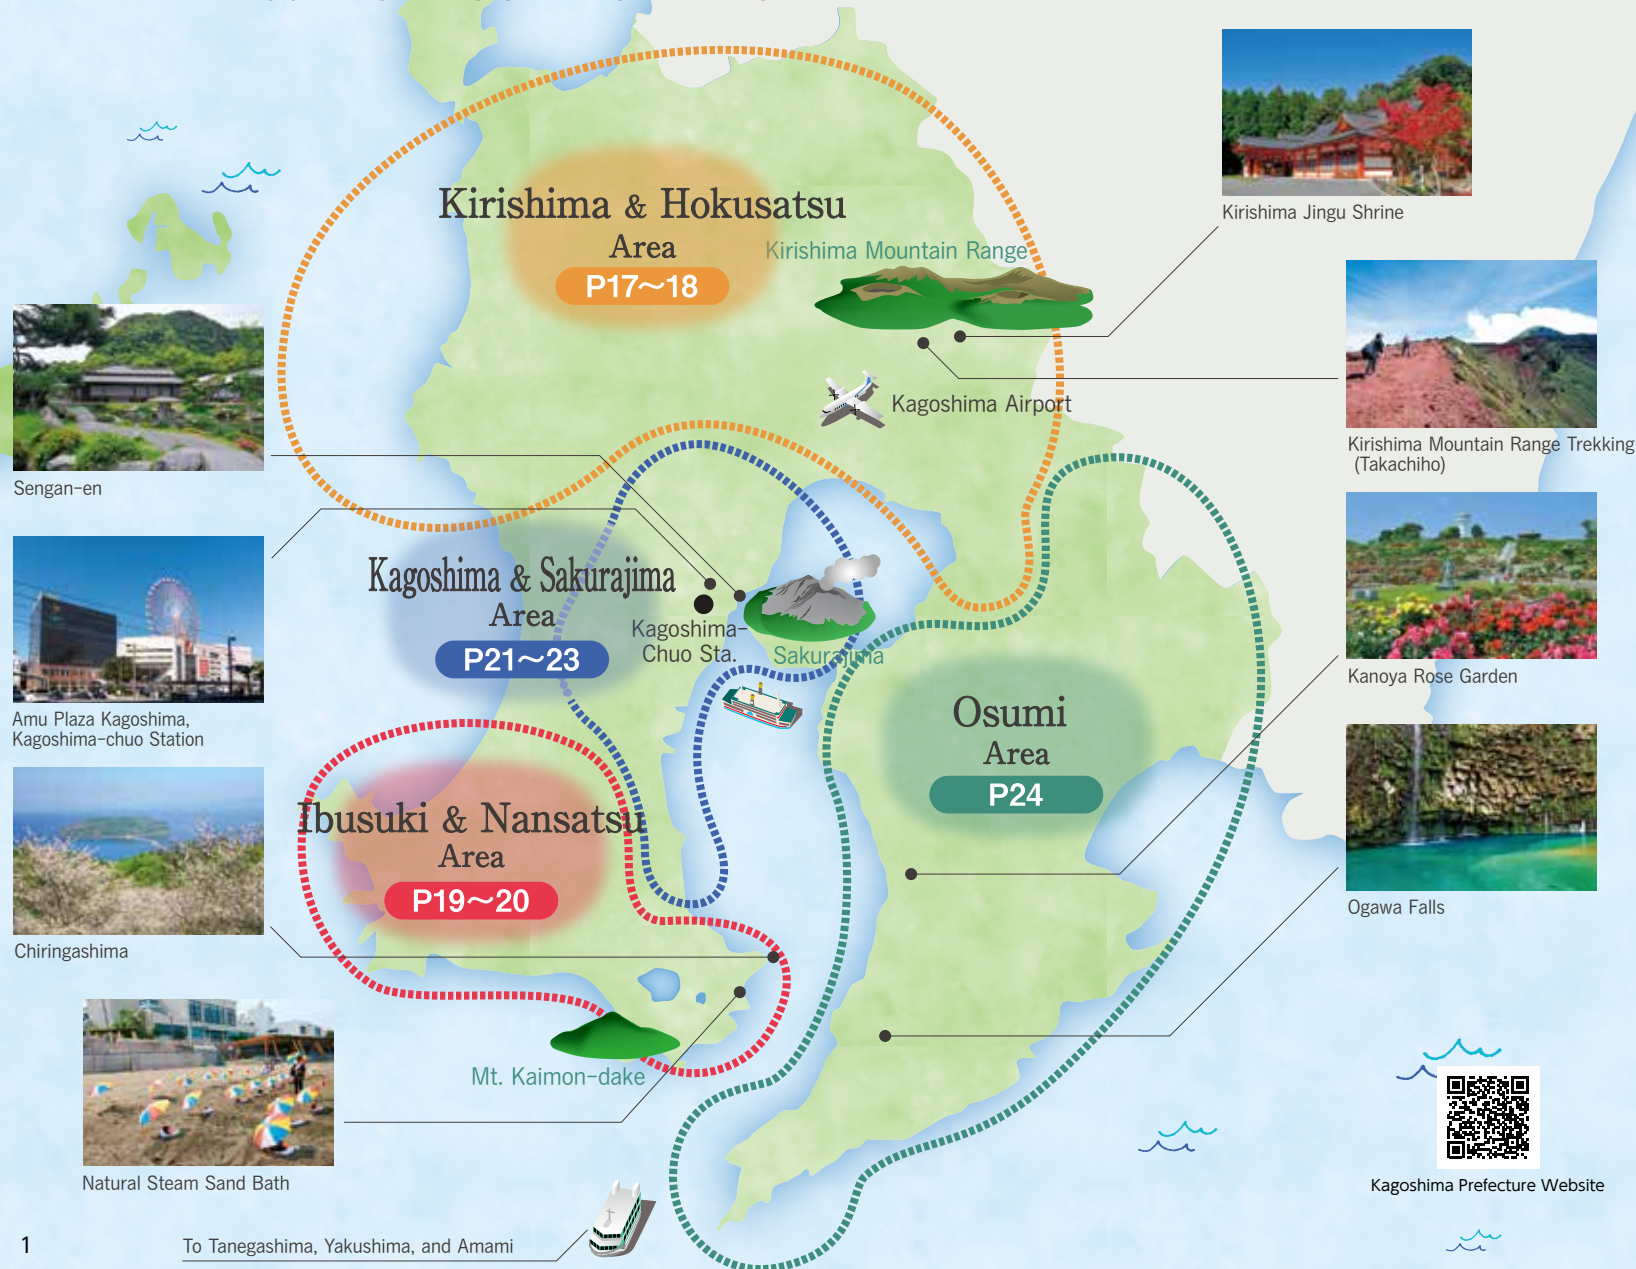 Kirishima & Hokusatsu
Area
P17～18
Kirishima Mountain Range
Kirishima Jingu Shrine
Kagoshima Airport
Kirishima Mountain Range Trekking
(Takachiho)
Sengan-en
Kagoshima & Sakurajima
Area
P21～23
Kagoshima-
Chuo Sta.
Sakurajima
Kanoya Rose Garden
Amu Plaza Kagoshima,
Kagoshima-chuo Station
Osumi
Area
P24
Ibusuki & Nansatsu
Area
P19～20
Ogawa Falls
Chiringashima
Mt. Kaimon-dake
Natural Steam Sand Bath
Kagoshima Prefecture Website
1
To Tanegashima, Yakushima, and Amami